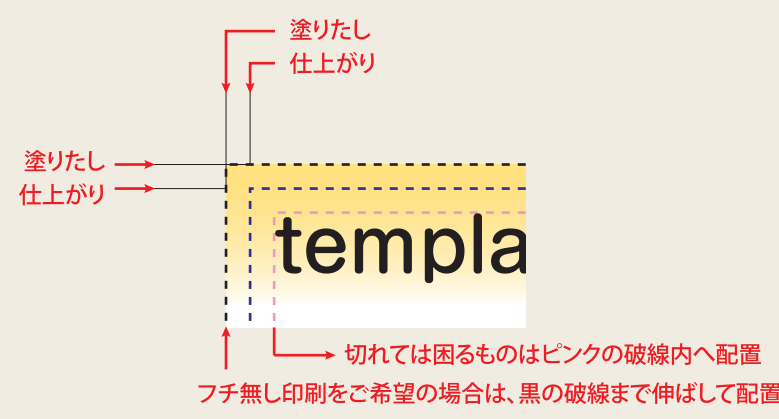 塗りたし
仕上がり
塗りたし
仕上がり
templa
切れては困るものはピンクの破線内へ配置
フチ無し印刷をご希望の場合は、黒の破線まで伸ばして配置